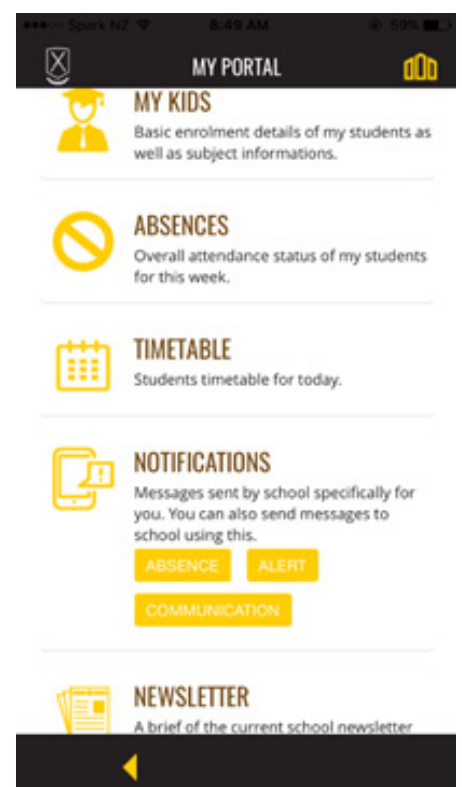 Spark NZ 8:49 AM 59%
MY PORTAL
MY KIDS
Basic enrolment details of my students as
well as subject informations.
ABSENCES
Overall attendance status of my students
for this week.
TIMETABLE
Students timetable for today.
NOTIFICATIONS
Messages sent by school specifically for
you. You can also send messages to
school using this.
ABSENCE ALERT
COMMUNICATION
NEWSLETTER
A brief of the current school newsletter